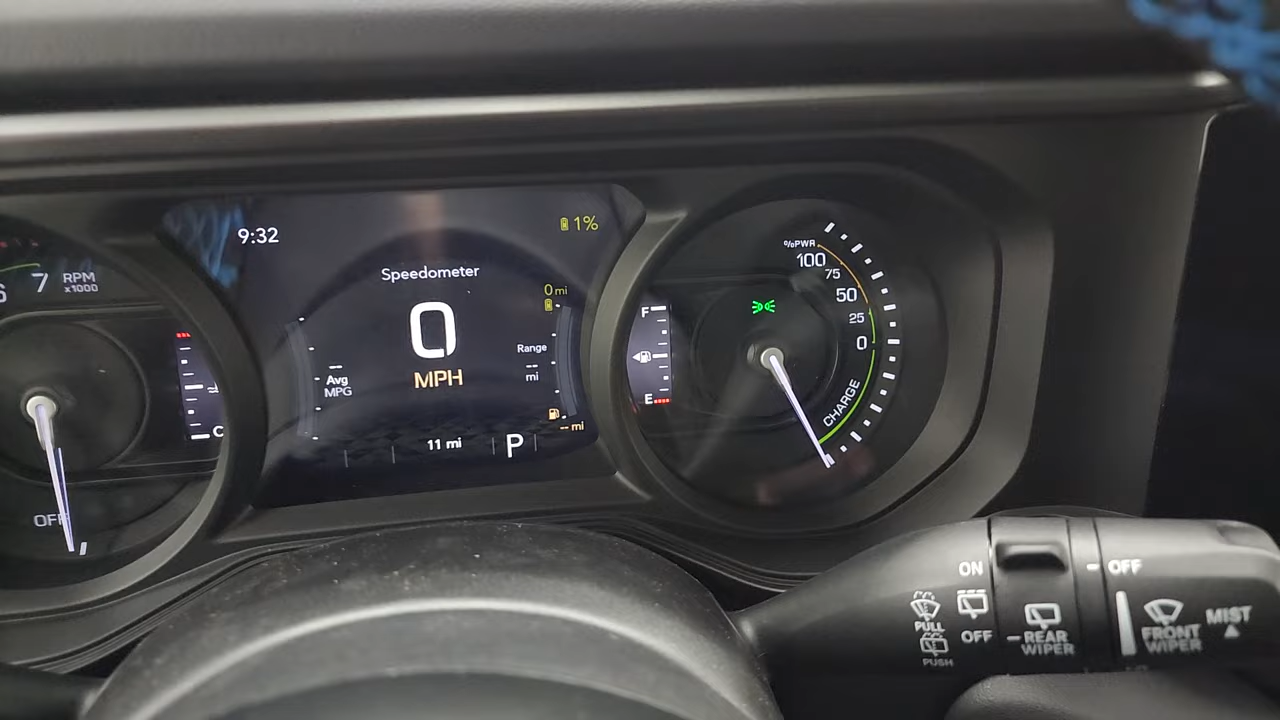 9:32
1%
Speedometer
0 mi
0
MPH
Avg
MPG
Range
--
mi
-- mi
11 mi
P
6
7
RPM
x1000
OFF
C
F
E
%PWR
100
75
50
25
0
CHARGE
ON
OFF
PULL
PUSH
OFF
REAR
WIPER
FRONT
WIPER
MIST